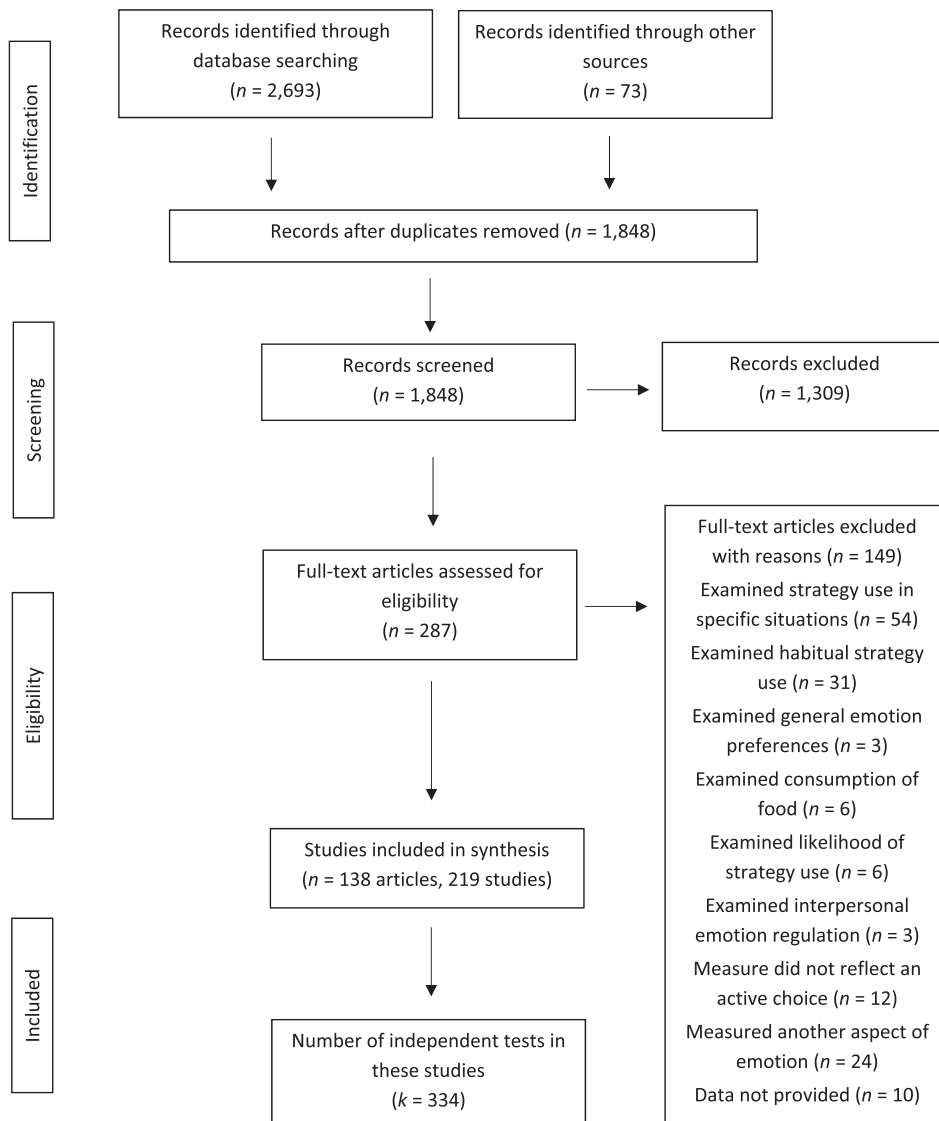 Identification
Records identified through
database searching
(n = 2,693)
Records identified through other
sources
(n = 73)
Records after duplicates removed (n = 1,848)
Screening
Records screened
(n = 1,848)
Records excluded
(n = 1,309)
Eligibility
Full-text articles assessed for
eligibility
(n = 287)
Full-text articles excluded
with reasons (n = 149)
Examined strategy use in
specific situations (n = 54)
Examined habitual strategy
use (n = 31)
Examined general emotion
preferences (n = 3)
Examined consumption of
food (n = 6)
Examined likelihood of
strategy use (n = 6)
Examined interpersonal
emotion regulation (n = 3)
Measure did not reflect an
active choice (n = 12)
Measured another aspect of
emotion (n = 24)
Data not provided (n = 10)
Studies included in synthesis
(n = 138 articles, 219 studies)
Included
Number of independent tests in
these studies
(k = 334)